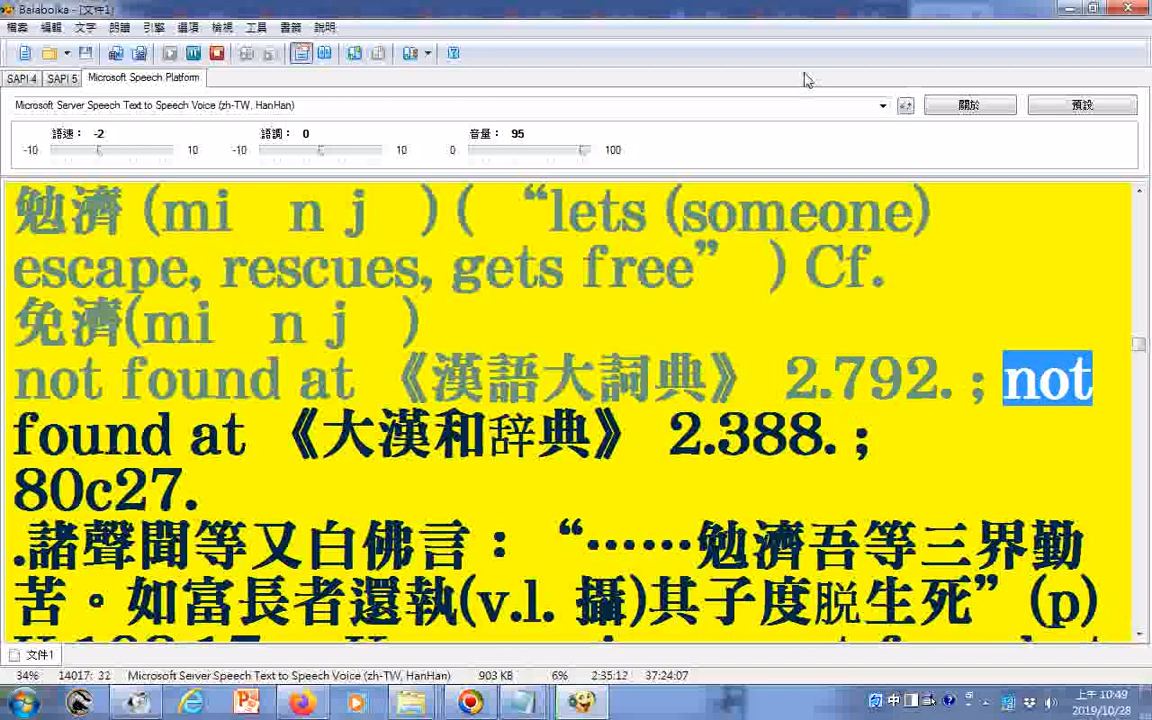 Balabolka - [文件1]
檔案 編輯 文字 朗讀 引擎 選項 檢視 工具 書籤 說明
SAPI 4 SAPI 5 Microsoft Speech Platform
Microsoft Server Speech Text to Speech Voice (zh-TW, HanHan) 關於 預設
語速： -2 語調： 0 音量： 95
-10 10 -10 10 0 100
勉濟 (mi n j ) ( “lets (someone)
escape, rescues, gets free” ) Cf.
免濟(mi n j )
not found at 《漢語大詞典》 2.792. ; not
found at 《大漢和辞典》 2.388. ;
80c27.
.諸聲聞等又白佛言： “……勉濟吾等三界勤
苦。如富長者還執(v.l. 攝)其子度脱生死” (p)
文件1
34% 14017: 32 Microsoft Server Speech Text to Speech Voice (zh-TW, HanHan) 903 KB 6% 2:35:12 37:24:07
中 上午 10:49
2019/10/28